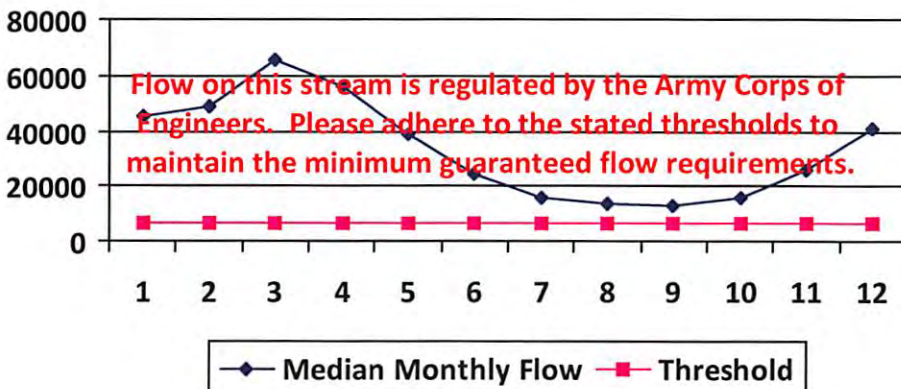 80000
60000
40000
20000
0
Flow on this stream is regulated by the Army Corps of
Engineers.  Please adhere to the stated thresholds to
maintain the minimum guaranteed flow requirements.
1 2 3 4 5 6 7 8 9 10 11 12
Median Monthly Flow Threshold